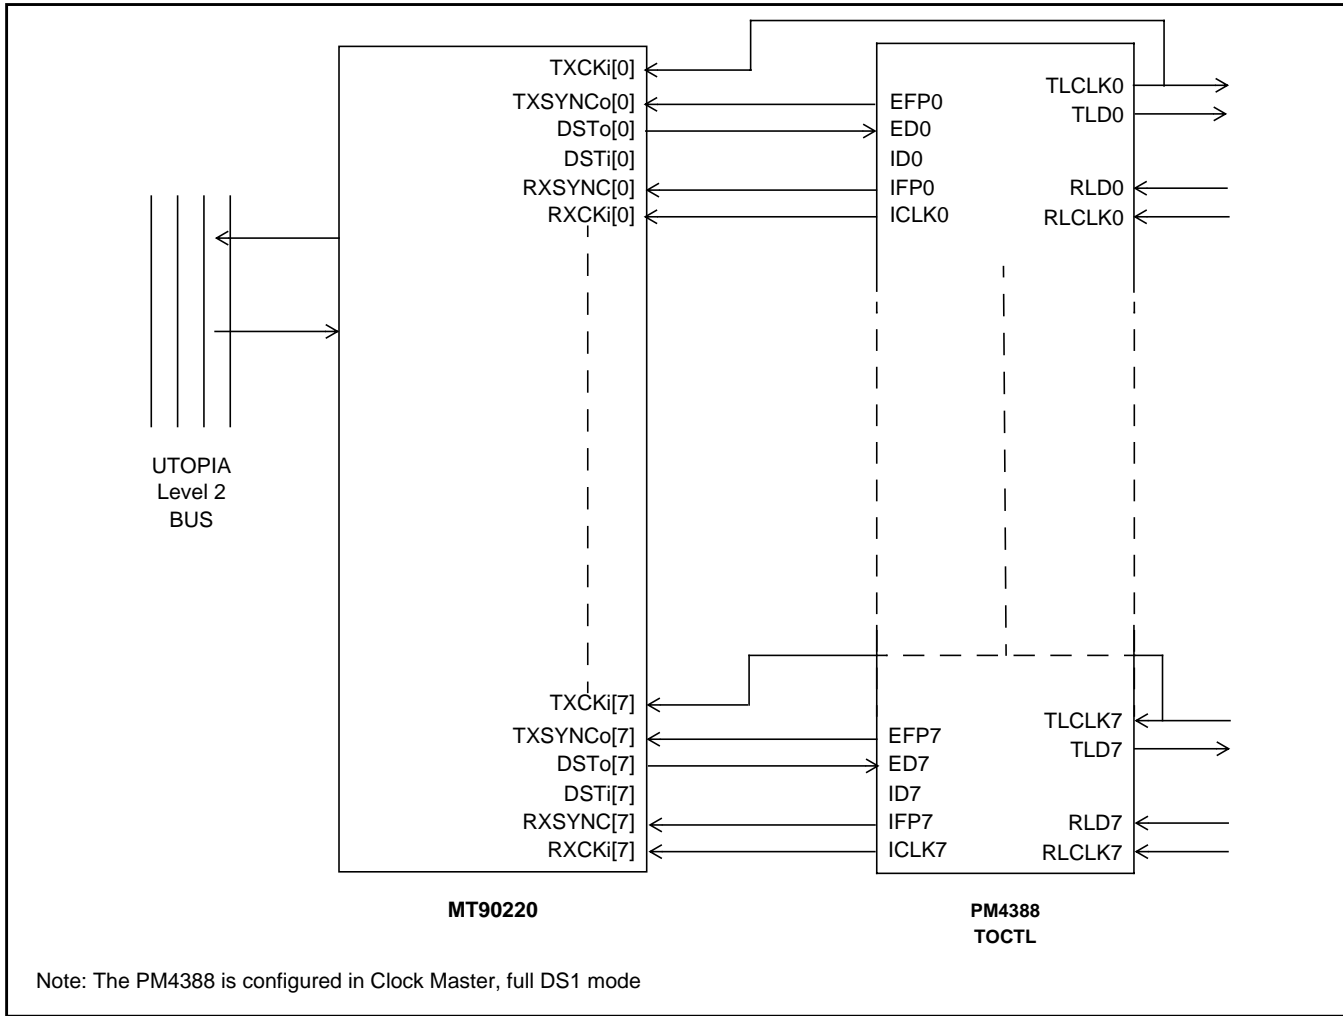 TXCKi[0]
TXSYNCo[0]
DSTo[0]
DSTi[0]
RXSYNC[0]
RXCKi[0]
EFP0
ED0
ID0
IFP0
ICLK0
TLCLK0
TLD0
RLD0
RLCLK0
UTOPIA
Level 2
BUS
TXCKi[7]
TXSYNCo[7]
DSTo[7]
DSTi[7]
RXSYNC[7]
RXCKi[7]
EFP7
ED7
ID7
IFP7
ICLK7
TLCLK7
TLD7
RLD7
RLCLK7
MT90220
PM4388
TOCTL
Note: The PM4388 is configured in Clock Master, full DS1 mode